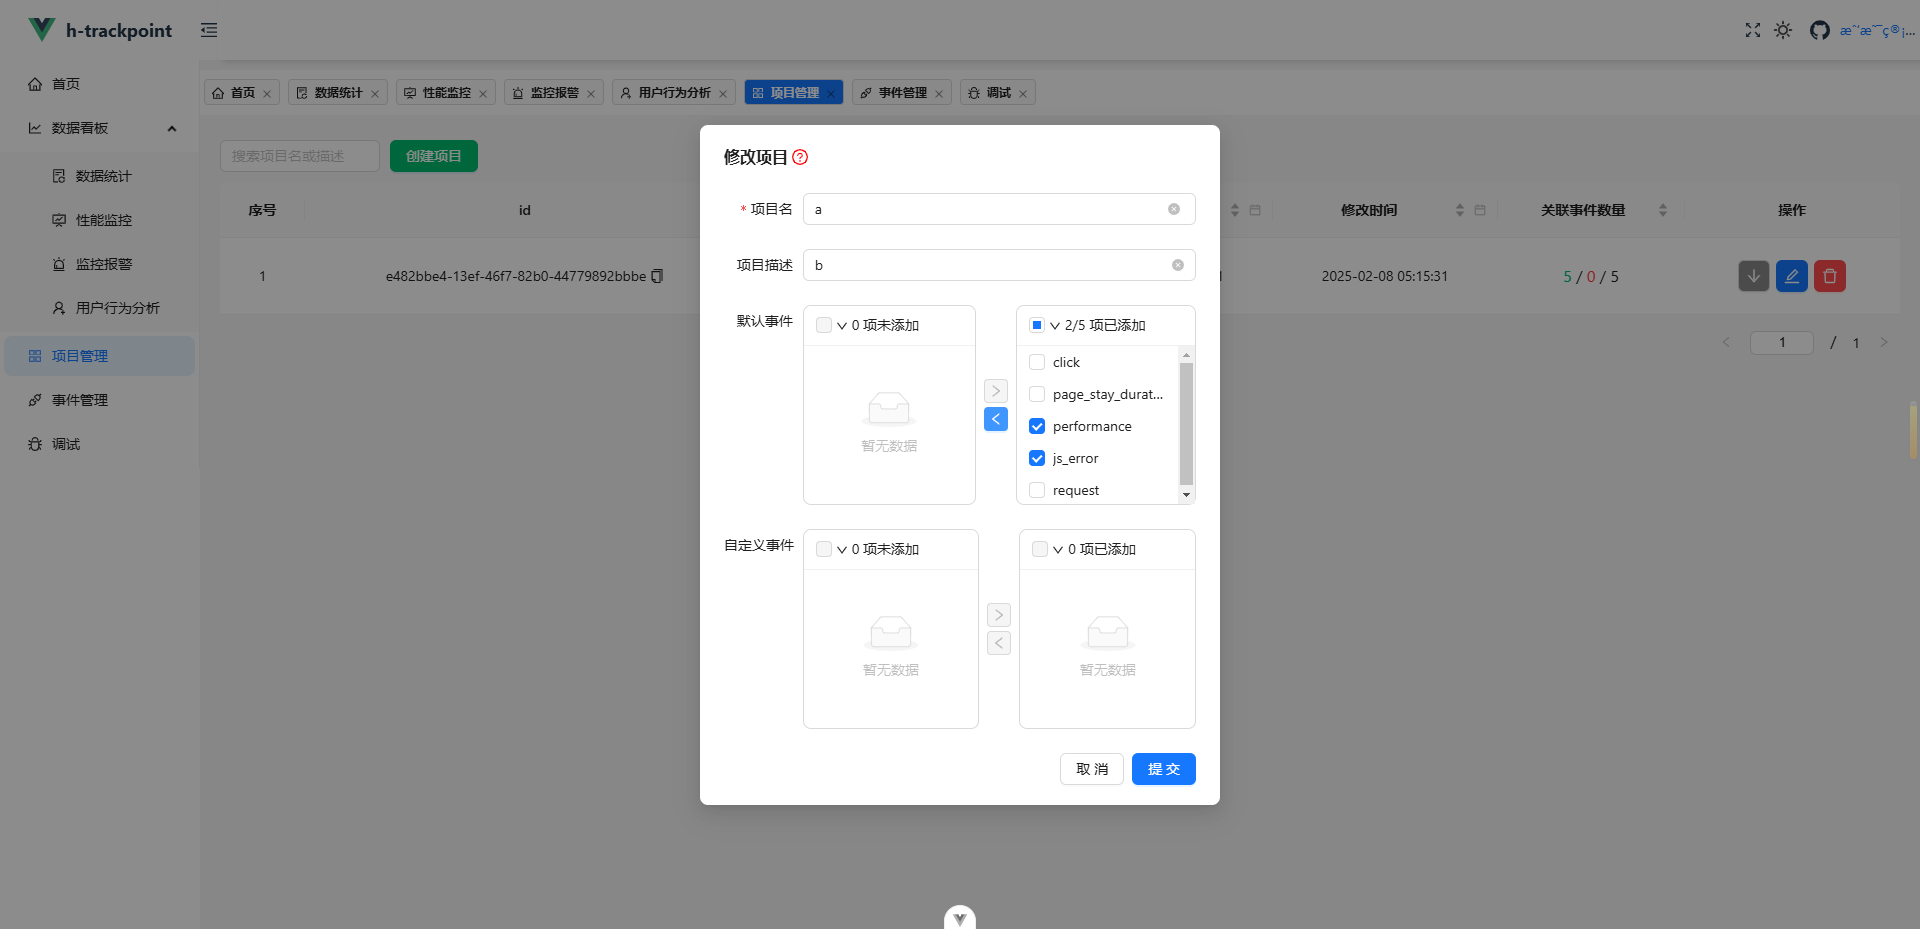 h-trackpoint
æˆ‘æ˜¯ç®¡...
首页
数据看板
数据统计
性能监控
监控报警
用户行为分析
项目管理
事件管理
调试
首页
数据统计
性能监控
监控报警
用户行为分析
项目管理
事件管理
调试
搜索项目名或描述
创建项目
序号
id
修改时间
关联事件数量
操作
1
e482bbe4-13ef-46f7-82b0-44779892bbbe
2025-02-08 05:15:31
5 / 0 / 5
1 / 1
修改项目
* 项目名
a
项目描述
b
默认事件
0 项未添加
暂无数据
2/5 项已添加
click
page_stay_durat...
performance
js_error
request
自定义事件
0 项未添加
暂无数据
0 项已添加
暂无数据
取 消
提 交